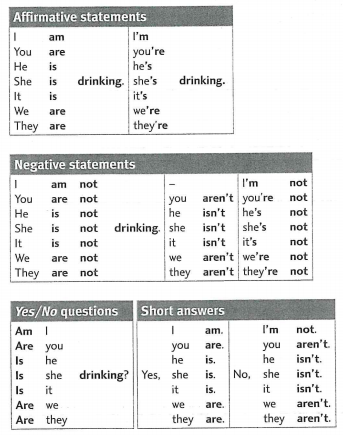 Affirmative statements
I am I'm
You are you're
He is he's
She is drinking. she's drinking.
It is it's
We are we're
They are they're
Negative statements
I am not – I'm not
You are not you aren't you're not
He is not he isn't he's not
She is not drinking. she isn't she's not
It is not it isn't it's not
We are not we aren't we're not
They are not they aren't they're not
Yes/No questions Short answers
Am I I am. I'm not.
Are you you are. you aren't.
Is he he is. he isn't.
Is she drinking? Yes, she is. No, she isn't.
Is it it is. it isn't.
Are we we are. we aren't.
Are they they are. they aren't.